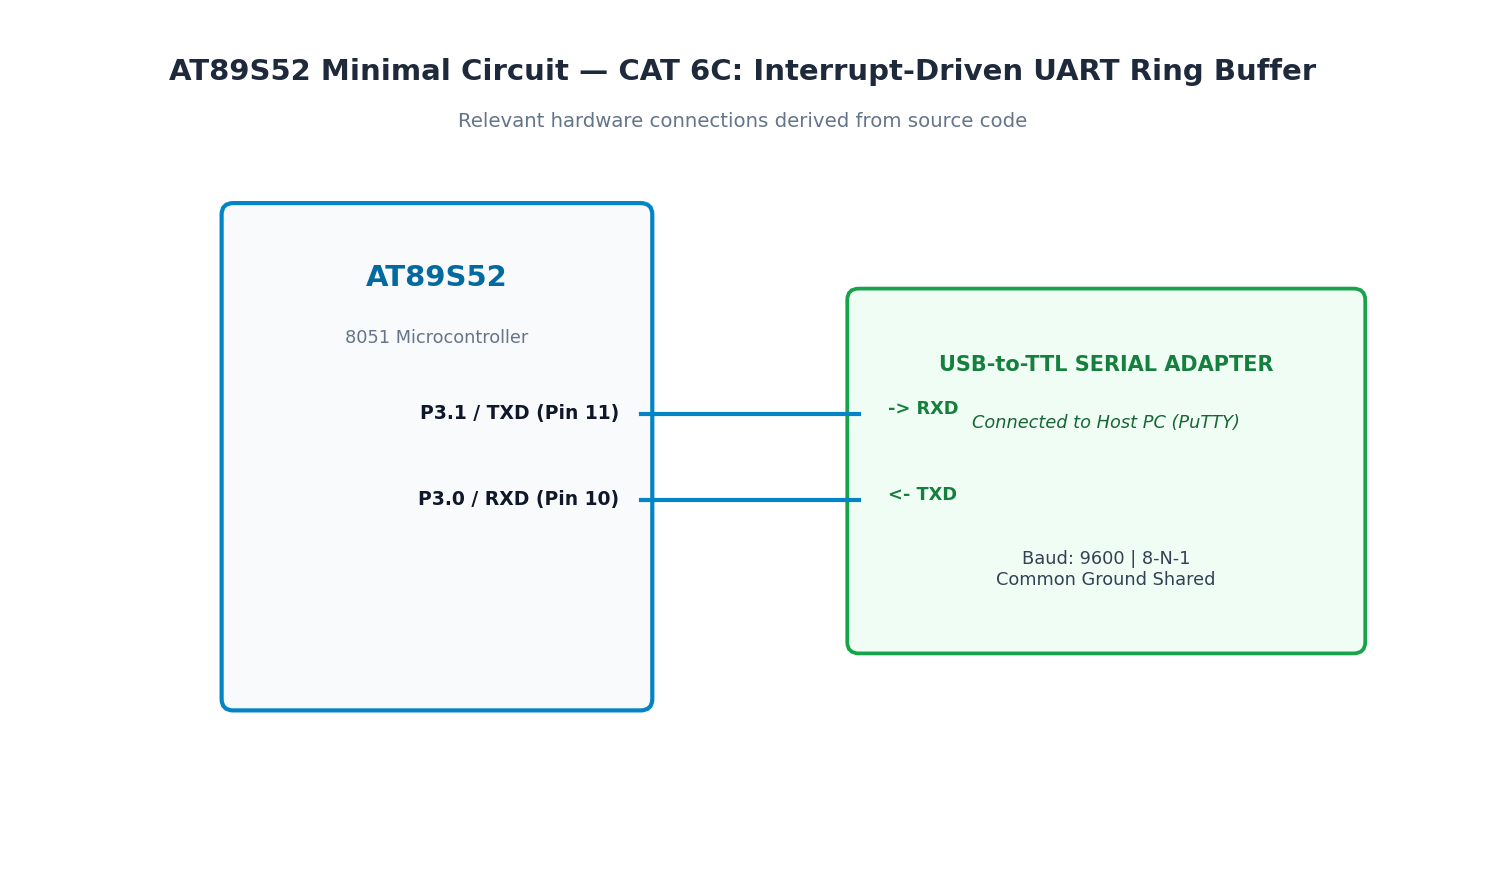 AT89S52 Minimal Circuit — CAT 6C: Interrupt-Driven UART Ring Buffer
Relevant hardware connections derived from source code
AT89S52
8051 Microcontroller
P3.1 / TXD (Pin 11)
P3.0 / RXD (Pin 10)
USB-to-TTL SERIAL ADAPTER
-> RXD
Connected to Host PC (PuTTY)
<- TXD
Baud: 9600 | 8-N-1
Common Ground Shared